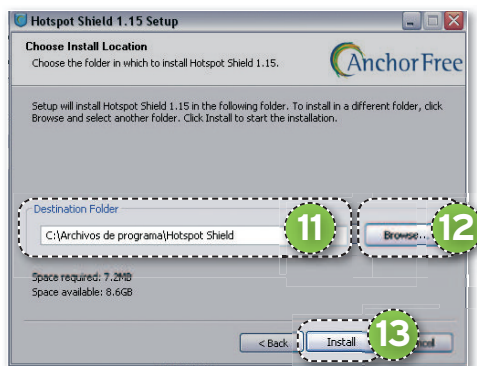 Hotspot Shield 1.15 Setup
Choose Install Location
Choose the folder in which to install Hotspot Shield 1.15.
AnchorFree
Setup will install Hotspot Shield 1.15 in the following folder. To install in a different folder, click
Browse and select another folder. Click Install to start the installation.
Destination Folder
C:\Archivos de programa\Hotspot Shield
11
Browse...
12
Space required: 7.2MB
Space available: 8.6GB
< Back
Install
13